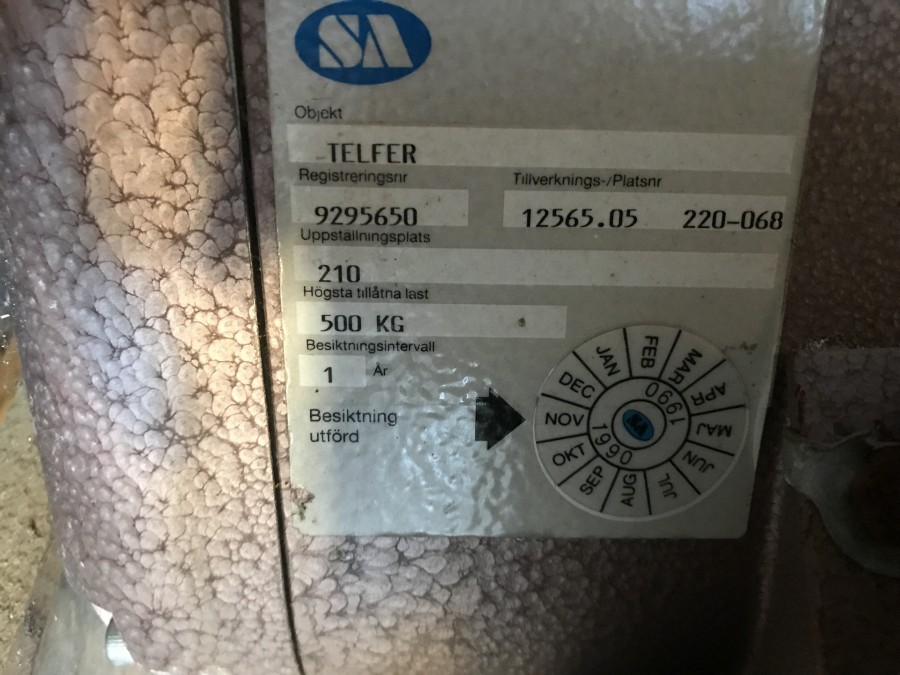 SA
Objekt
TELFER
Registreringsnr Tillverknings-/Platsnr
9295650 12565.05 220-068
Uppställningsplats
210
Högsta tillåtna last
500 KG
Besiktningsintervall
1 År
Besiktning
utförd
JAN FEB MAR APR MAJ JUN JUL AUG SEP OKT NOV DEC
1990
1990